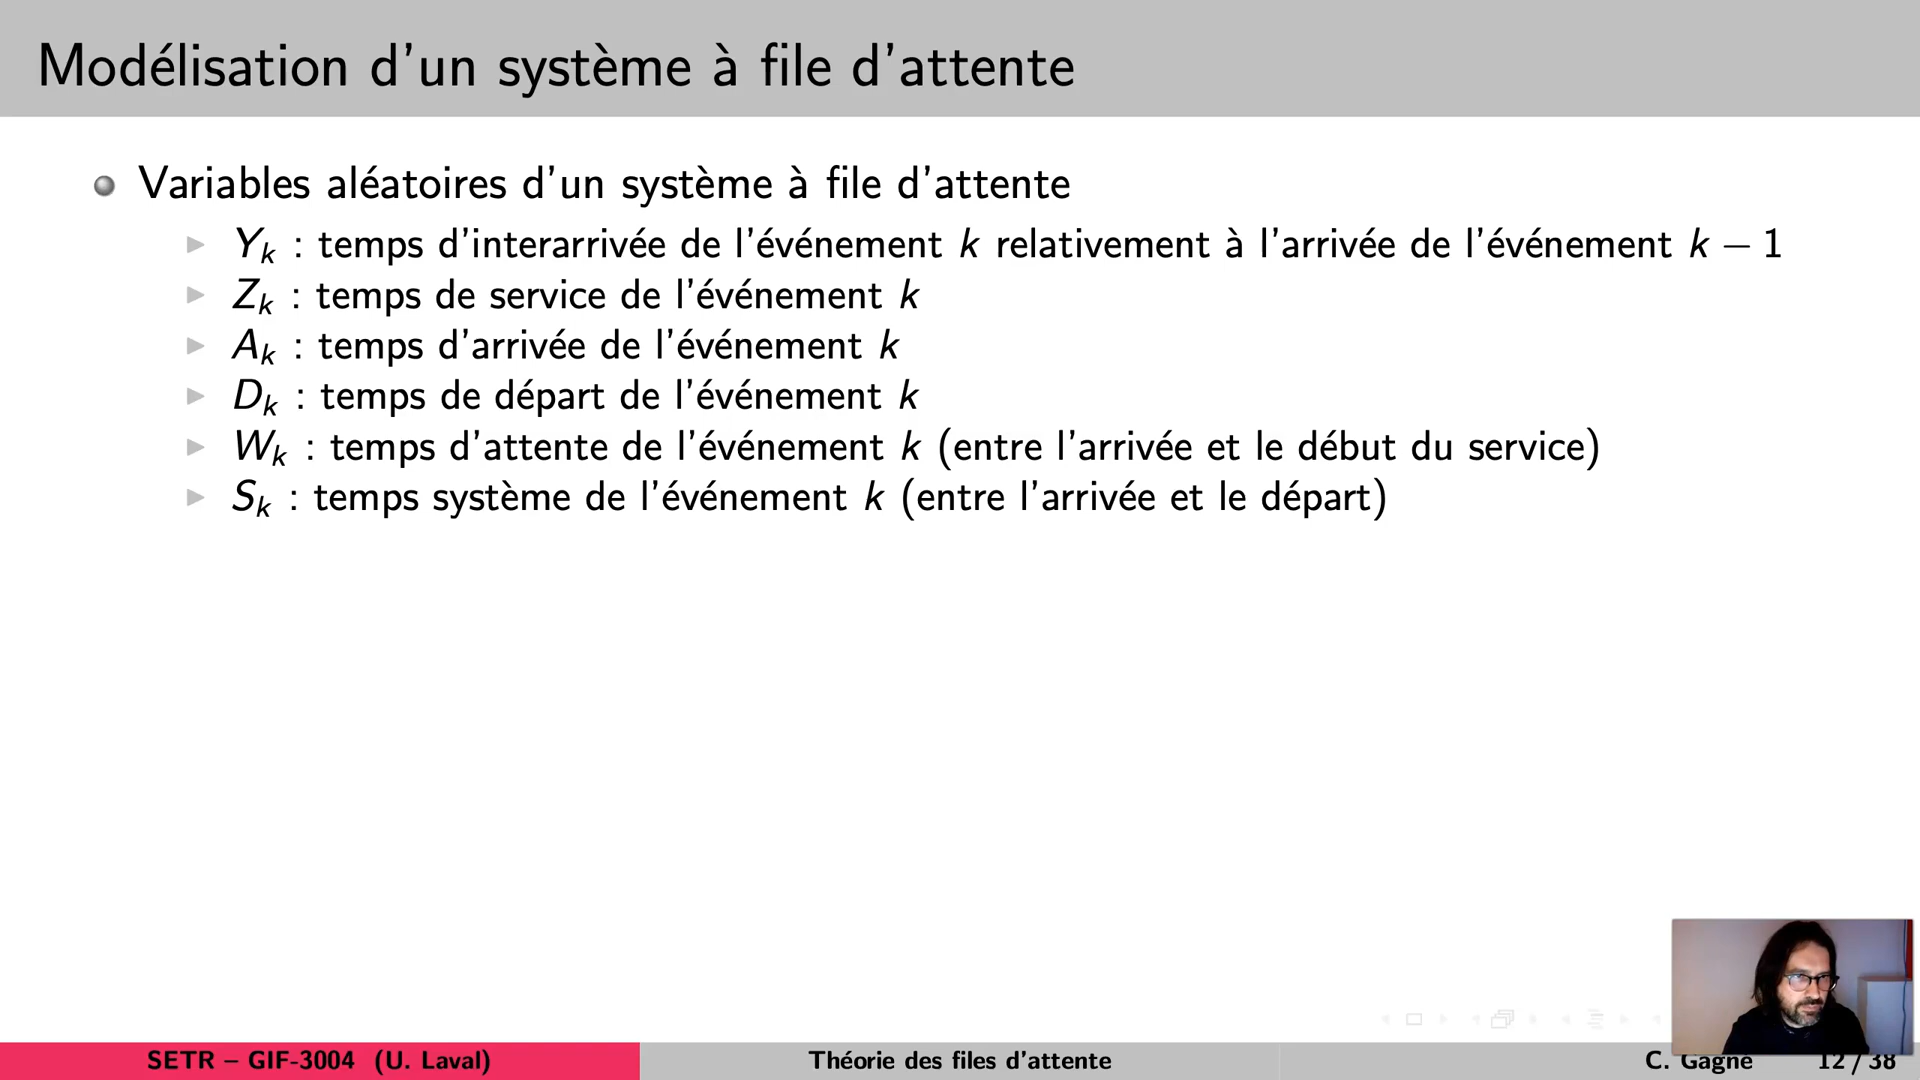 Modélisation d'un système à file d'attente
Variables aléatoires d'un système à file d'attente
Yk : temps d'interarrivée de l'événement k relativement à l'arrivée de l'événement k − 1
Zk : temps de service de l'événement k
Ak : temps d'arrivée de l'événement k
Dk : temps de départ de l'événement k
Wk : temps d'attente de l'événement k (entre l'arrivée et le début du service)
Sk : temps système de l'événement k (entre l'arrivée et le départ)
SETR – GIF-3004 (U. Laval) Théorie des files d'attente C. Gagné 12 / 38